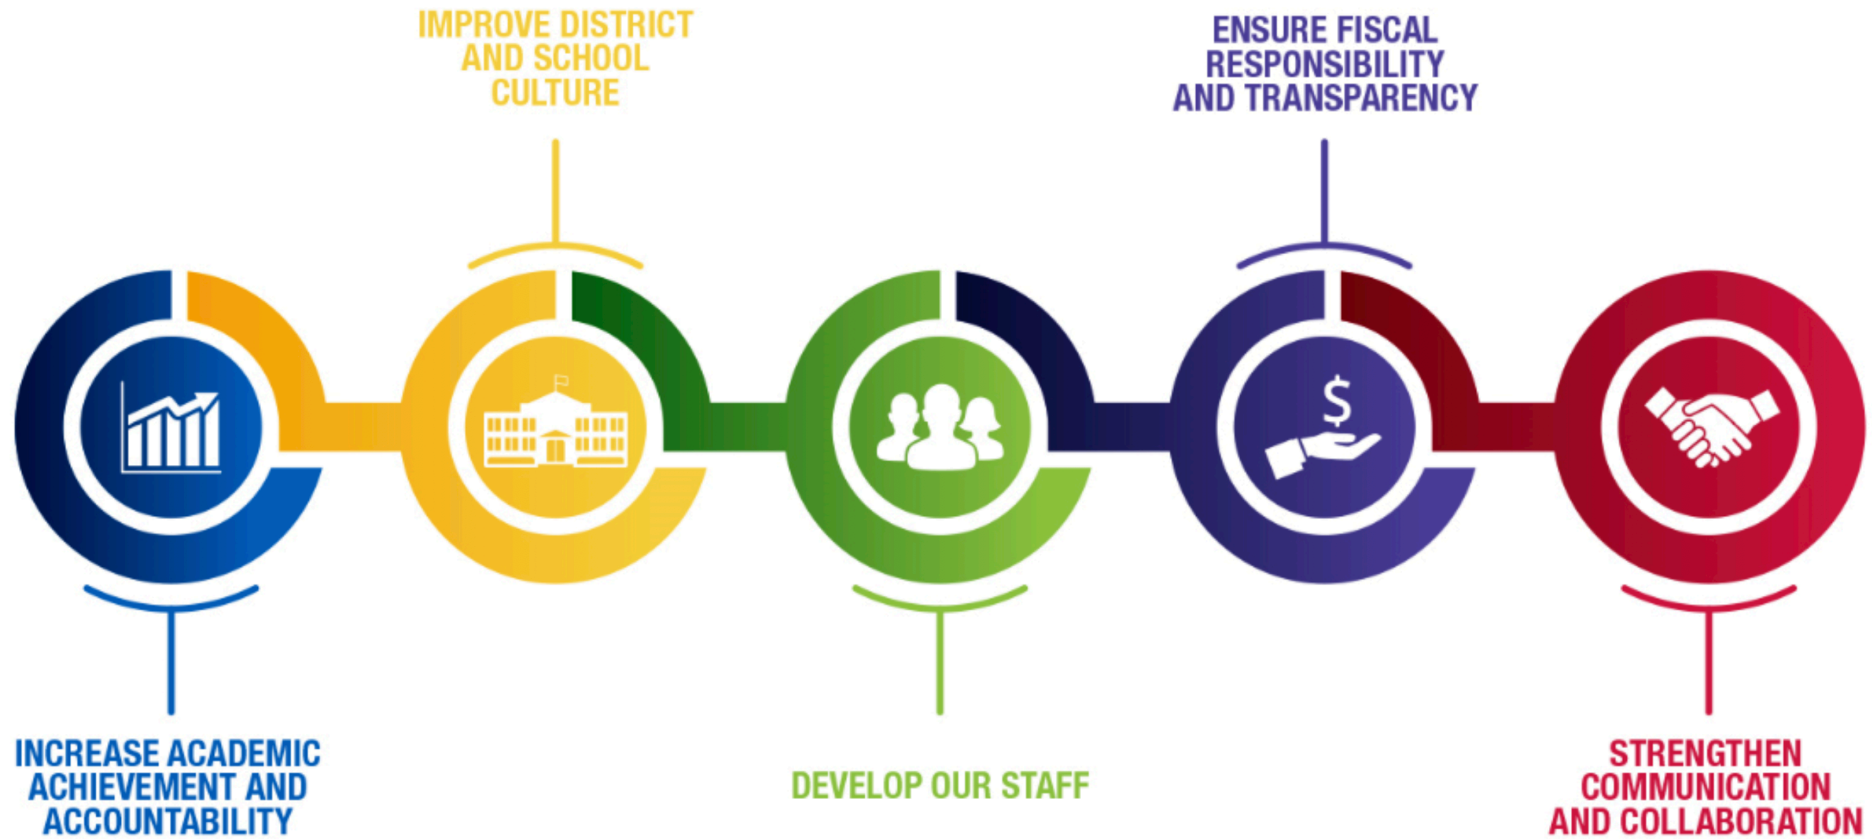 IMPROVE DISTRICT
AND SCHOOL
CULTURE
ENSURE FISCAL
RESPONSIBILITY
AND TRANSPARENCY
$
INCREASE ACADEMIC
ACHIEVEMENT AND
ACCOUNTABILITY
DEVELOP OUR STAFF
STRENGTHEN
COMMUNICATION
AND COLLABORATION